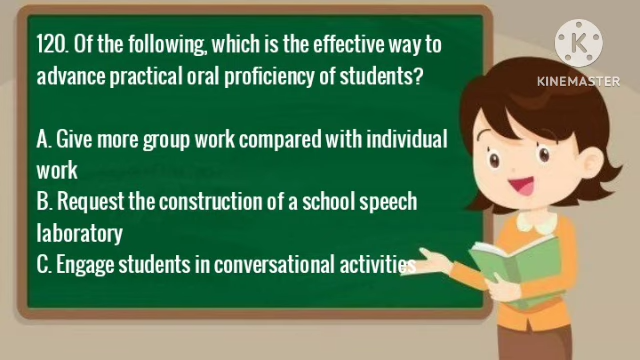 120. Of the following, which is the effective way to
advance practical oral proficiency of students?
A. Give more group work compared with individual
work
B. Request the construction of a school speech
laboratory
C. Engage students in conversational activities
K
KINEMASTER